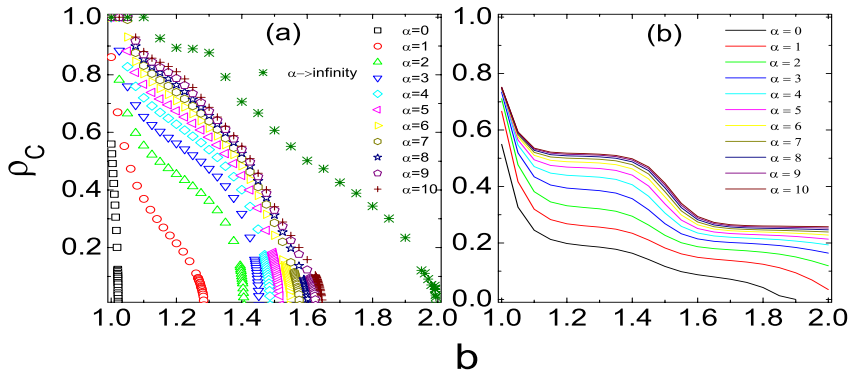 (a)
(b)
1.0
0.8
0.6
0.4
0.2
ρ_C
α=0
α=1
α=2
α=3
α=4
α=5
α=6
α=7
α=8
α=9
α=10
α->infinity
1.0 1.2 1.4 1.6 1.8 2.0
1.0
0.8
0.6
0.4
0.2
0.0
α = 0
α = 1
α = 2
α = 3
α = 4
α = 5
α = 6
α = 7
α = 8
α = 9
α = 10
1.0 1.2 1.4 1.6 1.8 2.0
b